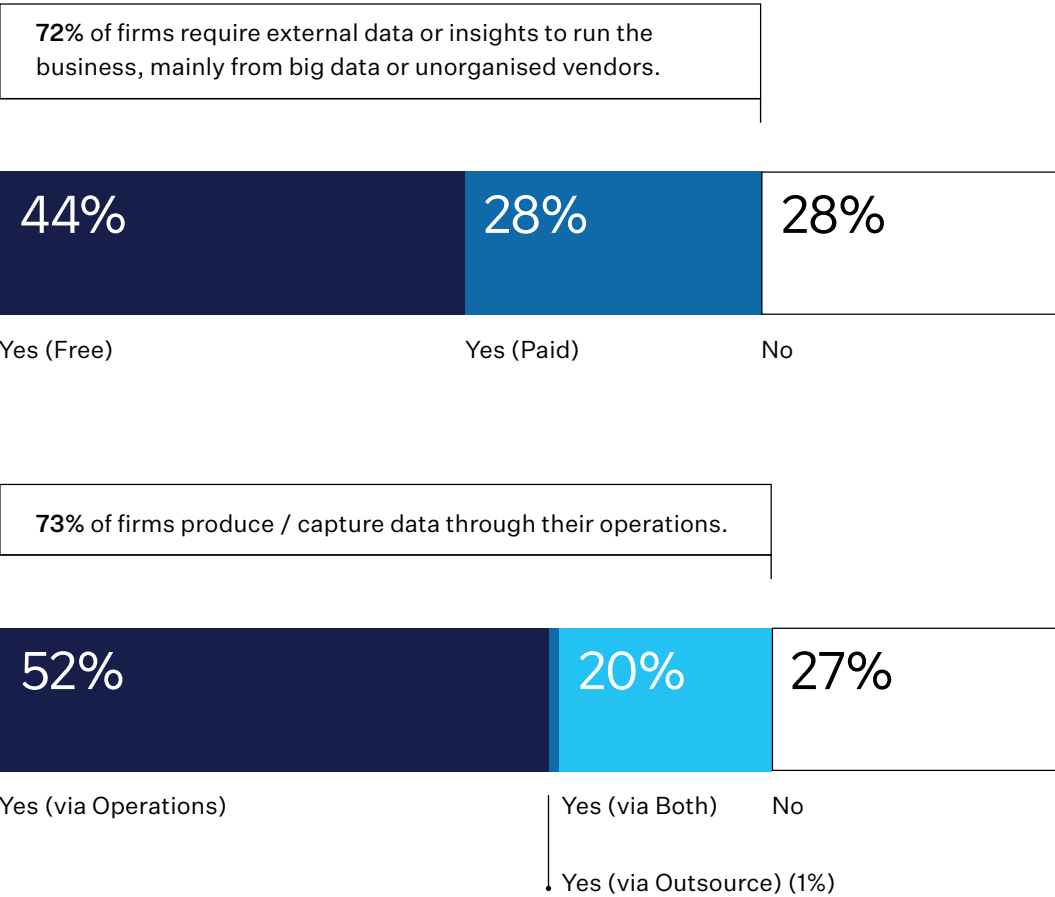 72% of firms require external data or insights to run the
business, mainly from big data or unorganised vendors.
44%
28%
28%
Yes (Free)
Yes (Paid)
No
73% of firms produce / capture data through their operations.
52%
20%
27%
Yes (via Operations)
Yes (via Both)
No
Yes (via Outsource) (1%)